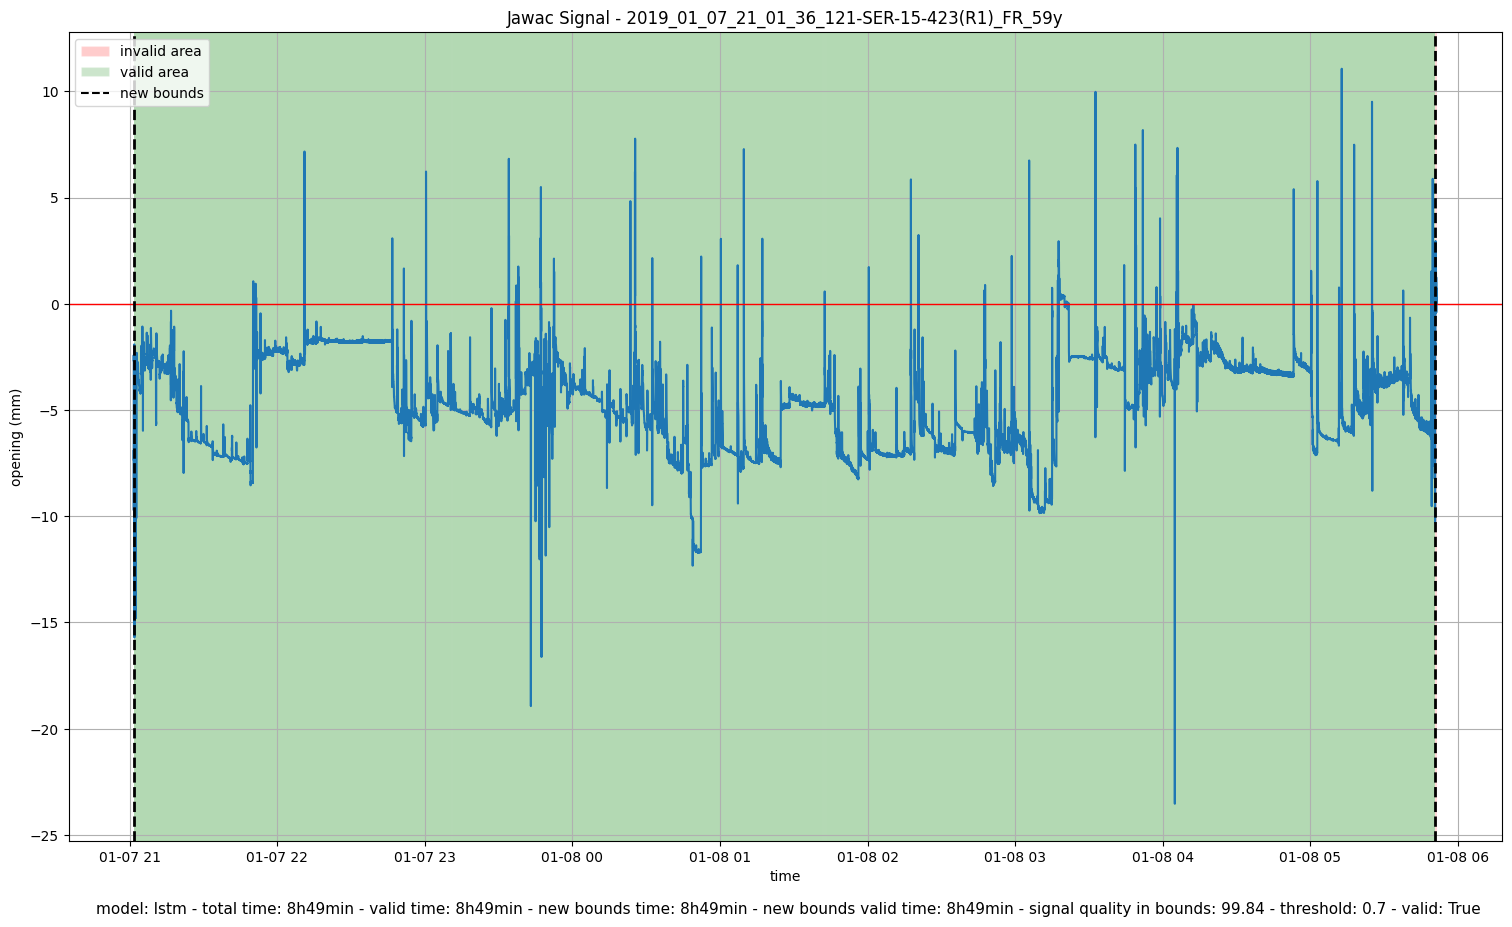 Jawac Signal - 2019_01_07_21_01_36_121-SER-15-423(R1)_FR_59y
invalid area
valid area
new bounds
10
5
0
−5
−10
−15
−20
−25
opening (mm)
01-07 21
01-07 22
01-07 23
01-08 00
01-08 01
01-08 02
01-08 03
01-08 04
01-08 05
01-08 06
time
model: lstm - total time: 8h49min - valid time: 8h49min - new bounds time: 8h49min - new bounds valid time: 8h49min - signal quality in bounds: 99.84 - threshold: 0.7 - valid: True